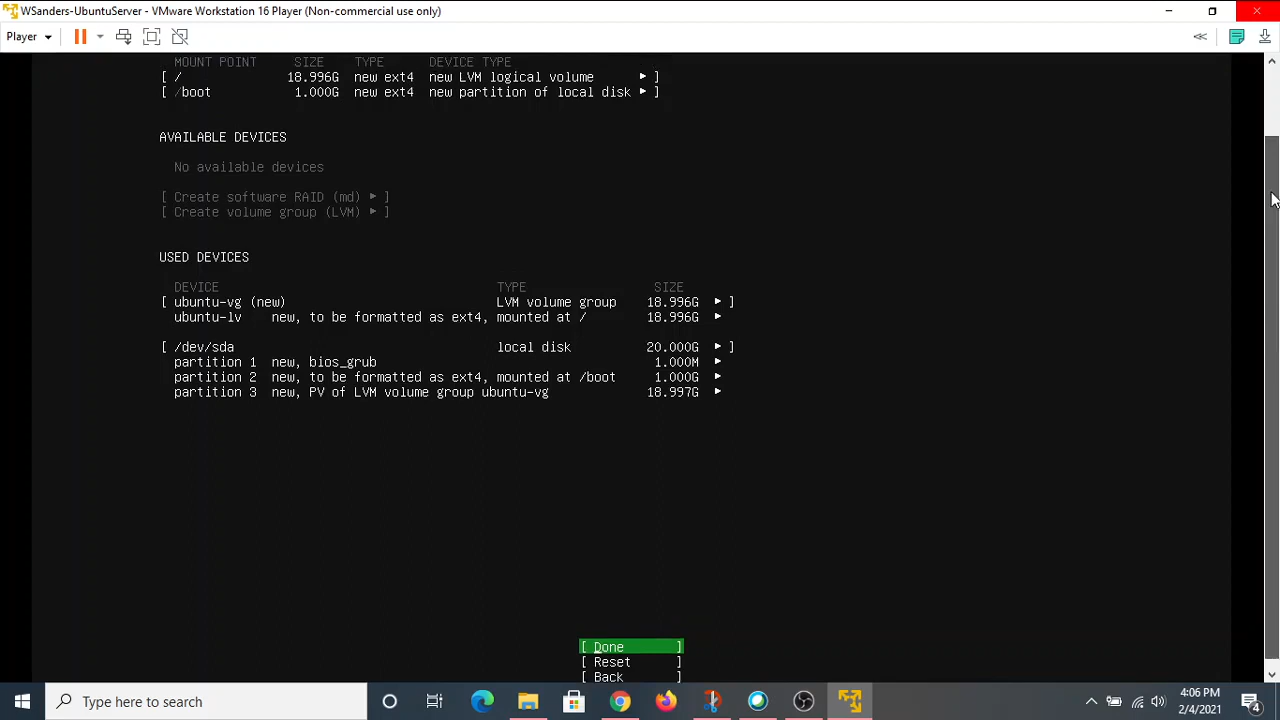 WSanders-UbuntuServer - VMware Workstation 16 Player (Non-commercial use only)
Player
MOUNT POINT SIZE TYPE DEVICE TYPE
[ / 18.996G new ext4 new LVM logical volume ▸ ]
[ /boot 1.000G new ext4 new partition of local disk ▸ ]
AVAILABLE DEVICES
No available devices
[ Create software RAID (md) ▸ ]
[ Create volume group (LVM) ▸ ]
USED DEVICES
DEVICE TYPE SIZE
[ ubuntu-vg (new) LVM volume group 18.996G ▸ ]
ubuntu-lv new, to be formatted as ext4, mounted at / 18.996G ▸
[ /dev/sda local disk 20.000G ▸ ]
partition 1 new, bios_grub 1.000M ▸
partition 2 new, to be formatted as ext4, mounted at /boot 1.000G ▸
partition 3 new, PV of LVM volume group ubuntu-vg 18.997G ▸
[ Done ]
[ Reset ]
[ Back ]
Type here to search
4:06 PM
2/4/2021
4